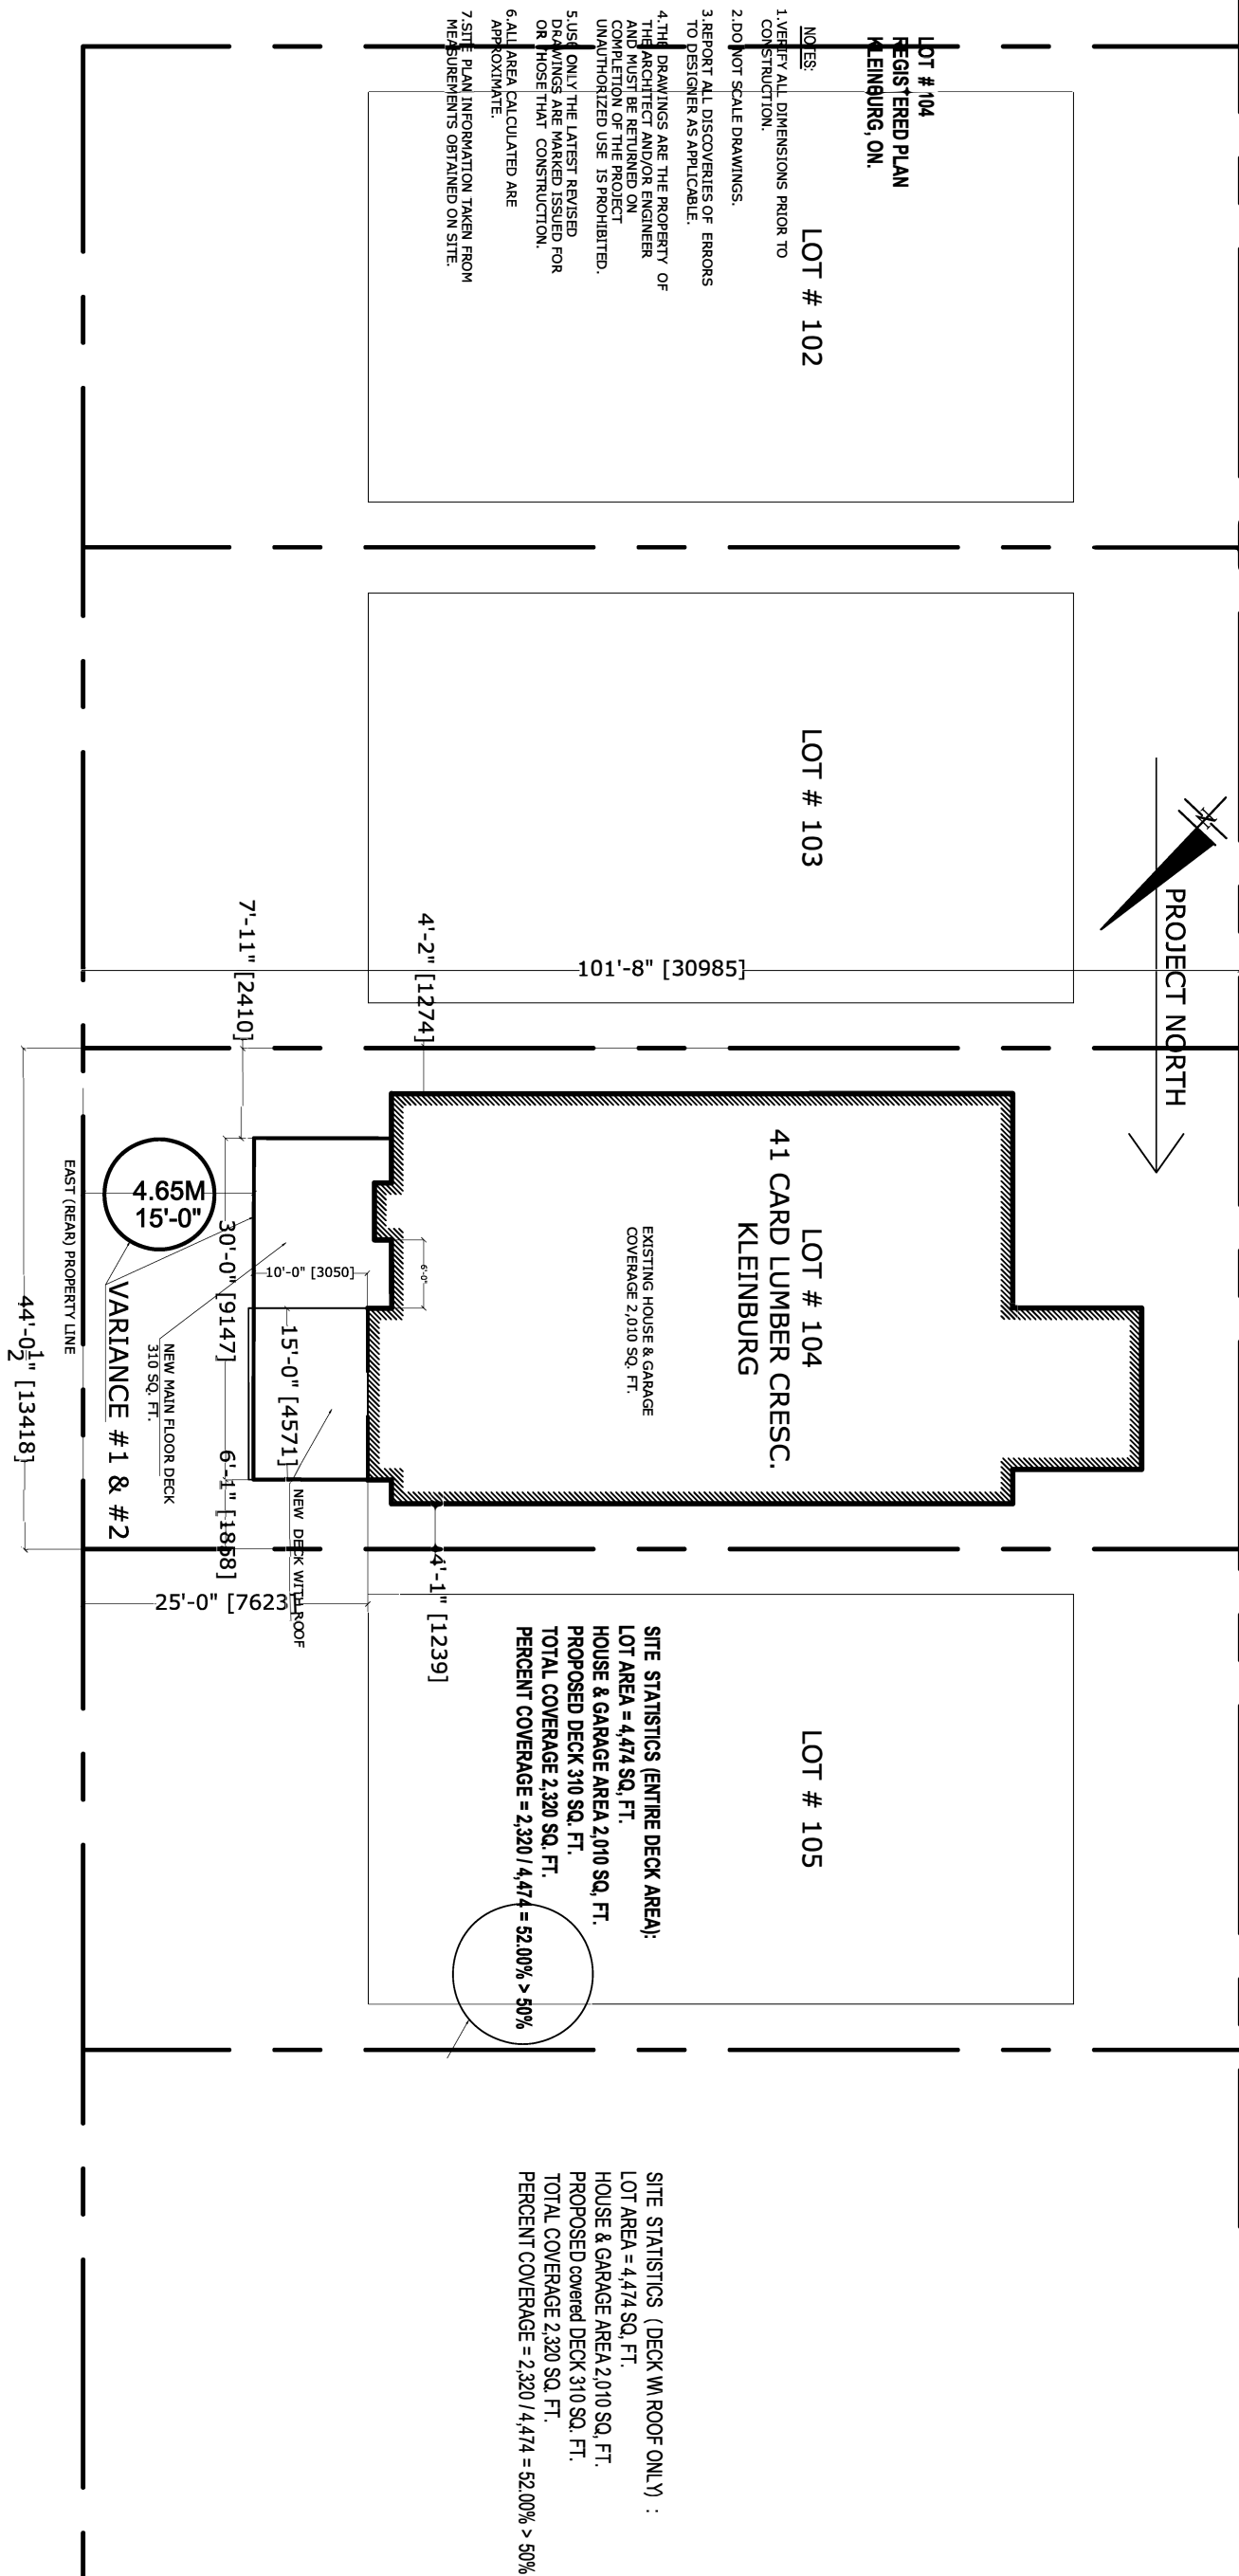 LOT # 104
REGISTERED PLAN
KLEINBURG, ON.
NOTES:
1.VERIFY ALL DIMENSIONS PRIOR TO
CONSTRUCTION.
2.DO NOT SCALE DRAWINGS.
3.REPORT ALL DISCOVERIES OF ERRORS
TO DESIGNER AS APPLICABLE.
4.THE DRAWINGS ARE THE PROPERTY OF
THE ARCHITECT AND/OR ENGINEER
AND MUST BE RETURNED ON
COMPLETION OF THE PROJECT
UNAUTHORIZED USE IS PROHIBITED.
5.USE ONLY THE LATEST REVISED
DRAWINGS ARE MARKED ISSUED FOR
OR THOSE THAT CONSTRUCTION.
6.ALL AREA CALCULATED ARE
APPROXIMATE.
7.SITE PLAN INFORMATION TAKEN FROM
MEASUREMENTS OBTAINED ON SITE.
LOT # 102
LOT # 103
PROJECT NORTH
N
101'-8" [30985]
7'-11" [2410]
4'-2" [1274]
LOT # 104
41 CARD LUMBER CRESC.
KLEINBURG
EXISTING HOUSE & GARAGE
COVERAGE 2,010 SQ. FT.
6'-0"
10'-0" [3050]
15'-0" [4571]
30'-0" [9147]
6'-1" [1858]
4.65M
15'-0"
VARIANCE #1 & #2
NEW MAIN FLOOR DECK
310 SQ. FT.
NEW DECK WITH ROOF
EAST (REAR) PROPERTY LINE
44'-0 1/2" [13418]
25'-0" [7623]
4'-1" [1239]
LOT # 105
SITE STATISTICS (ENTIRE DECK AREA):
LOT AREA = 4,474 SQ, FT.
HOUSE & GARAGE AREA 2,010 SQ, FT.
PROPOSED DECK 310 SQ. FT.
TOTAL COVERAGE 2,320 SQ. FT.
PERCENT COVERAGE = 2,320 / 4,474 = 52.00% > 50%
SITE STATISTICS ( DECK W\ ROOF ONLY) :
LOT AREA = 4,474 SQ, FT.
HOUSE & GARAGE AREA 2,010 SQ, FT.
PROPOSED covered DECK 310 SQ. FT.
TOTAL COVERAGE 2,320 SQ. FT.
PERCENT COVERAGE = 2,320 / 4,474 = 52.00% > 50%